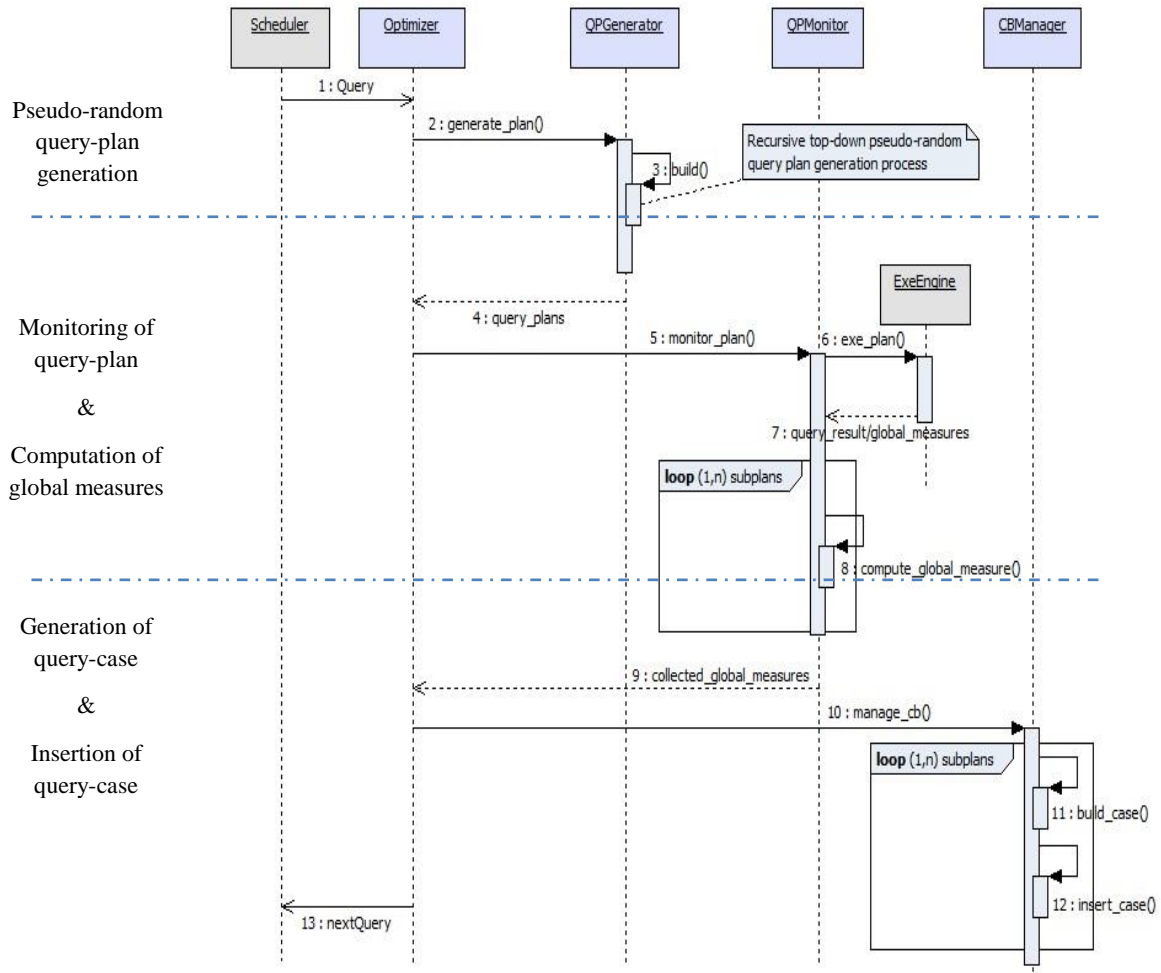 Scheduler
Optimizer
QPGenerator
QPMonitor
CBManager
1 : Query
Pseudo-random
query-plan
generation
2 : generate_plan()
Recursive top-down pseudo-random
query plan generation process
3 : build()
ExeEngine
4 : query_plans
Monitoring of
query-plan
&
Computation of
global measures
5 : monitor_plan()
6 : exe_plan()
7 : query_result/global_measures
loop (1,n) subplans
8 : compute_global_measure()
Generation of
query-case
&
Insertion of
query-case
9 : collected_global_measures
10 : manage_cb()
loop (1,n) subplans
11 : build_case()
12 : insert_case()
13 : nextQuery